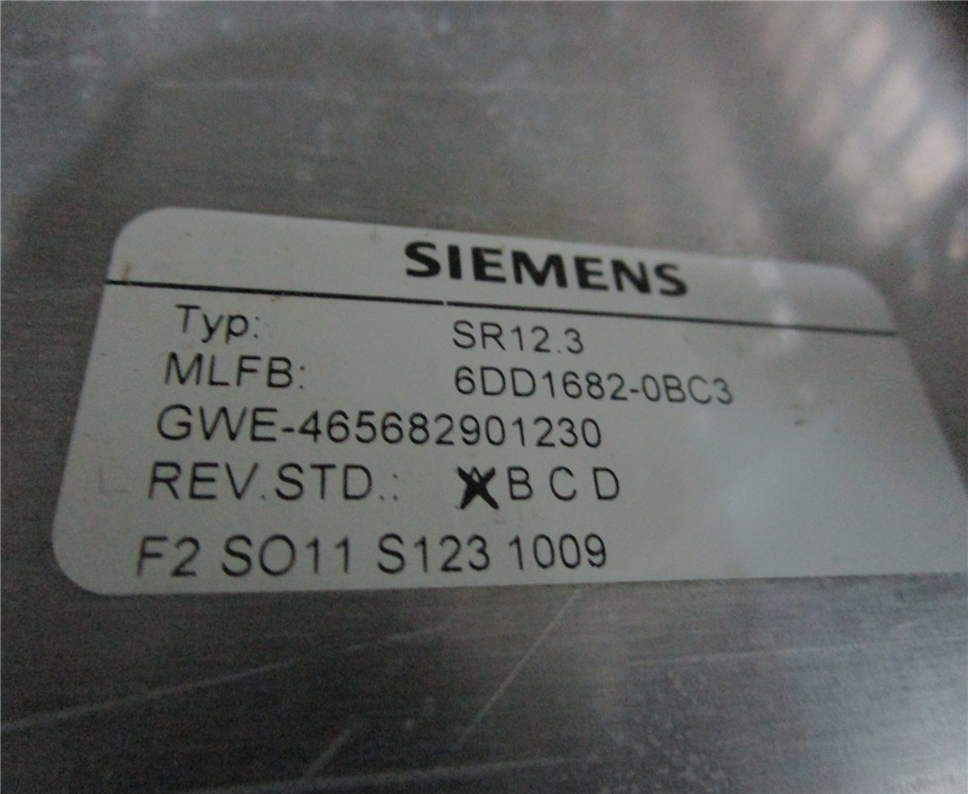 SIEMENS
Typ: SR12.3
MLFB: 6DD1682-0BC3
GWE-465682901230
REV.STD.: A B C D
F2 SO11 S123 1009